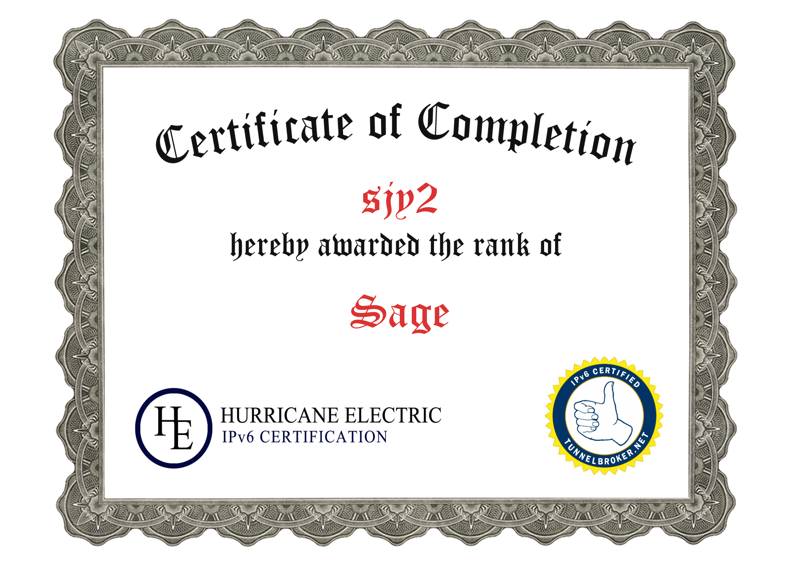 Certificate of Completion
sjy2
hereby awarded the rank of
Sage
HE
HURRICANE ELECTRIC
IPv6 CERTIFICATION
IPv6 CERTIFIED
TUNNELBROKER.NET